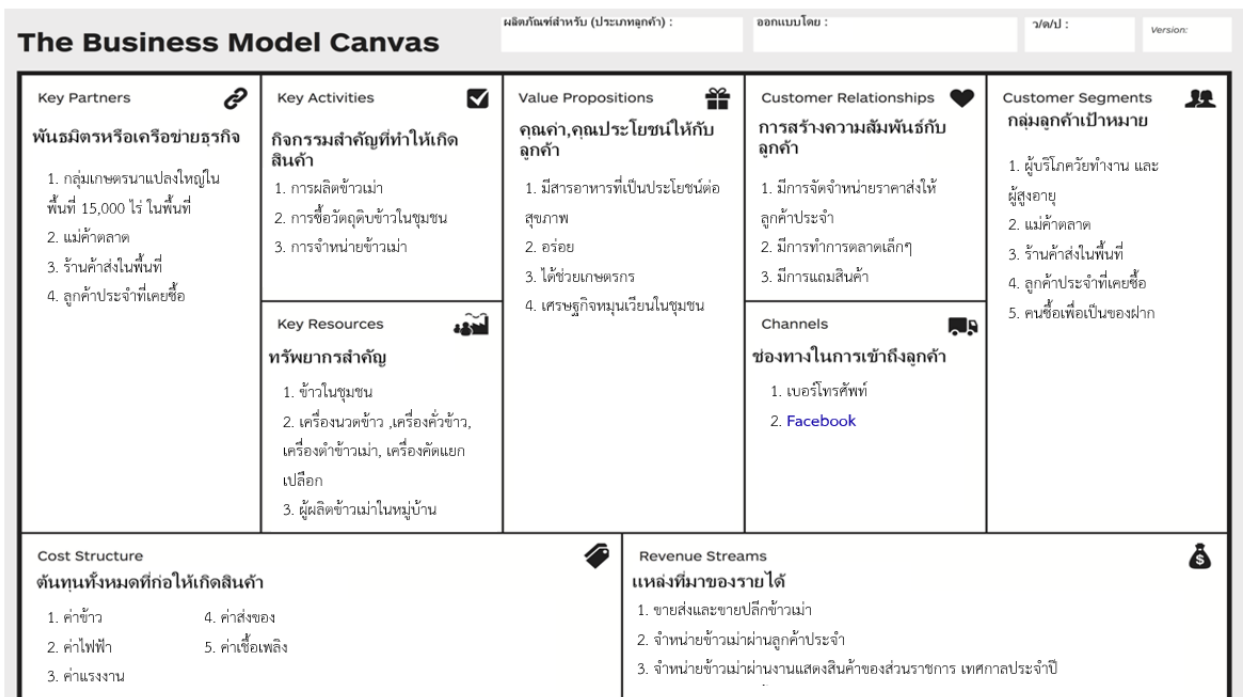 The Business Model Canvas
ผลิตภัณฑ์สำหรับ (ประเภทลูกค้า) :
ออกแบบโดย :
ว/ด/ป :
Version:
Key Partners
พันธมิตรหรือเครือข่ายธุรกิจ
1. กลุ่มเกษตรนาแปลงใหญ่ใน
พื้นที่ 15,000 ไร่ ในพื้นที่
2. แม่ค้าตลาด
3. ร้านค้าส่งในพื้นที่
4. ลูกค้าประจำที่เคยซื้อ
Key Activities
กิจกรรมสำคัญที่ทำให้เกิด
สินค้า
1. การผลิตข้าวเม่า
2. การซื้อวัตถุดิบข้าวในชุมชน
3. การจำหน่ายข้าวเม่า
Key Resources
ทรัพยากรสำคัญ
1. ข้าวในชุมชน
2. เครื่องนวดข้าว ,เครื่องคั่วข้าว,
เครื่องตำข้าวเม่า, เครื่องคัดแยก
เปลือก
3. ผู้ผลิตข้าวเม่าในหมู่บ้าน
Value Propositions
คุณค่า,คุณประโยชน์ให้กับ
ลูกค้า
1. มีสารอาหารที่เป็นประโยชน์ต่อ
สุขภาพ
2. อร่อย
3. ได้ช่วยเกษตรกร
4. เศรษฐกิจหมุนเวียนในชุมชน
Customer Relationships
การสร้างความสัมพันธ์กับ
ลูกค้า
1. มีการจัดจำหน่ายราคาส่งให้
ลูกค้าประจำ
2. มีการทำการตลาดเล็กๆ
3. มีการแถมสินค้า
Channels
ช่องทางในการเข้าถึงลูกค้า
1. เบอร์โทรศัพท์
2. Facebook
Customer Segments
กลุ่มลูกค้าเป้าหมาย
1. ผู้บริโภควัยทำงาน และ
ผู้สูงอายุ
2. แม่ค้าตลาด
3. ร้านค้าส่งในพื้นที่
4. ลูกค้าประจำที่เคยซื้อ
5. คนซื้อเพื่อเป็นของฝาก
Cost Structure
ต้นทุนทั้งหมดที่ก่อให้เกิดสินค้า
1. ค่าข้าว
2. ค่าไฟฟ้า
3. ค่าแรงงาน
4. ค่าส่งของ
5. ค่าเชื้อเพลิง
Revenue Streams
แหล่งที่มาของรายได้
1. ขายส่งและขายปลีกข้าวเม่า
2. จำหน่ายข้าวเม่าผ่านลูกค้าประจำ
3. จำหน่ายข้าวเม่าผ่านงานแสดงสินค้าของส่วนราชการ เทศกาลประจำปี